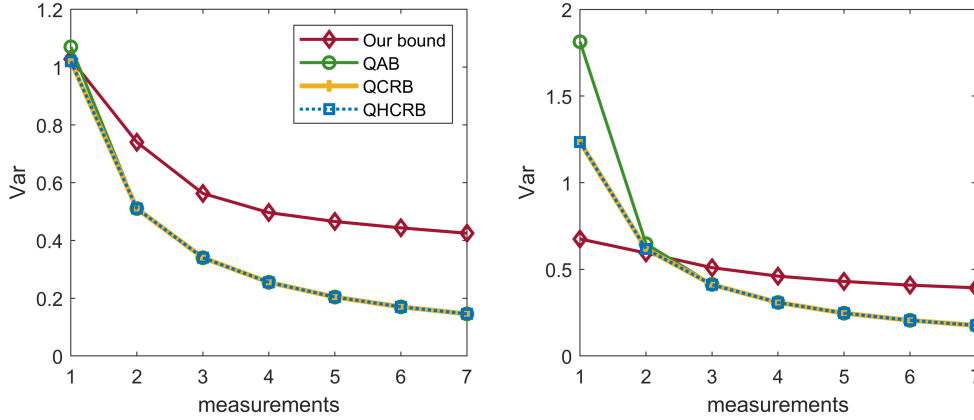 1.2
1
0.8
0.6
0.4
0.2
0
Var
1 2 3 4 5 6 7
measurements
Our bound
QAB
QCRB
QHCRB
2
1.5
1
0.5
0
Var
1 2 3 4 5 6 7
measurements